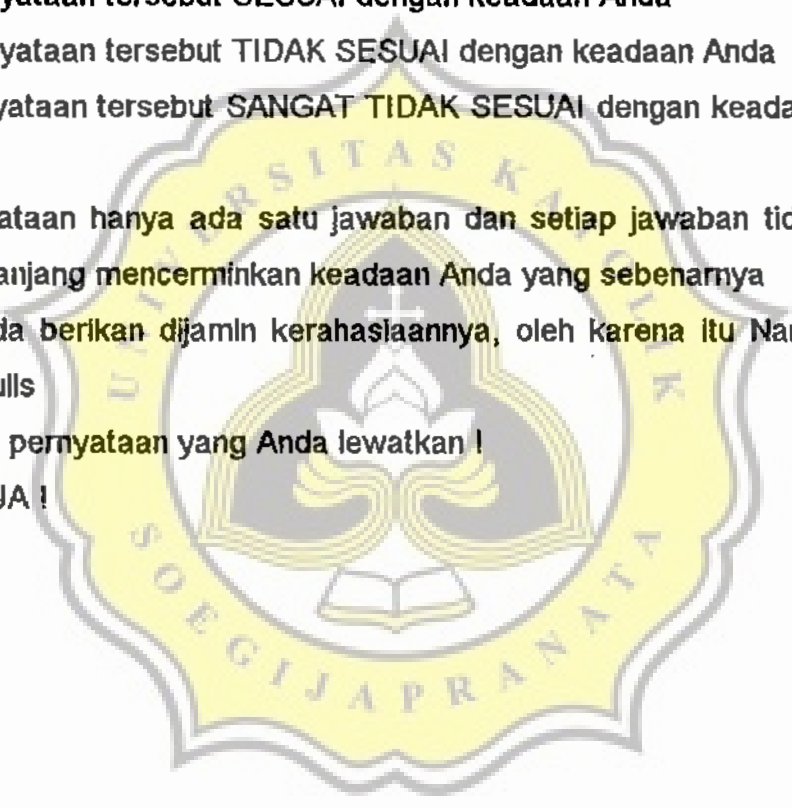 yataan tersebut SESUAI dengan keadaan Anda
yataan tersebut TIDAK SESUAI dengan keadaan Anda
yataan tersebut SANGAT TIDAK SESUAI dengan keada
ataan hanya ada satu jawaban dan setiap jawaban tid
anjang mencerminkan keadaan Anda yang sebenarnya
da berikan dijamin kerahasiaannya, oleh karena itu Nar
ulis
pernyataan yang Anda lewatkan !
JA !
UNIVERSITAS KATOLIK
SOEGIJAPRANATA